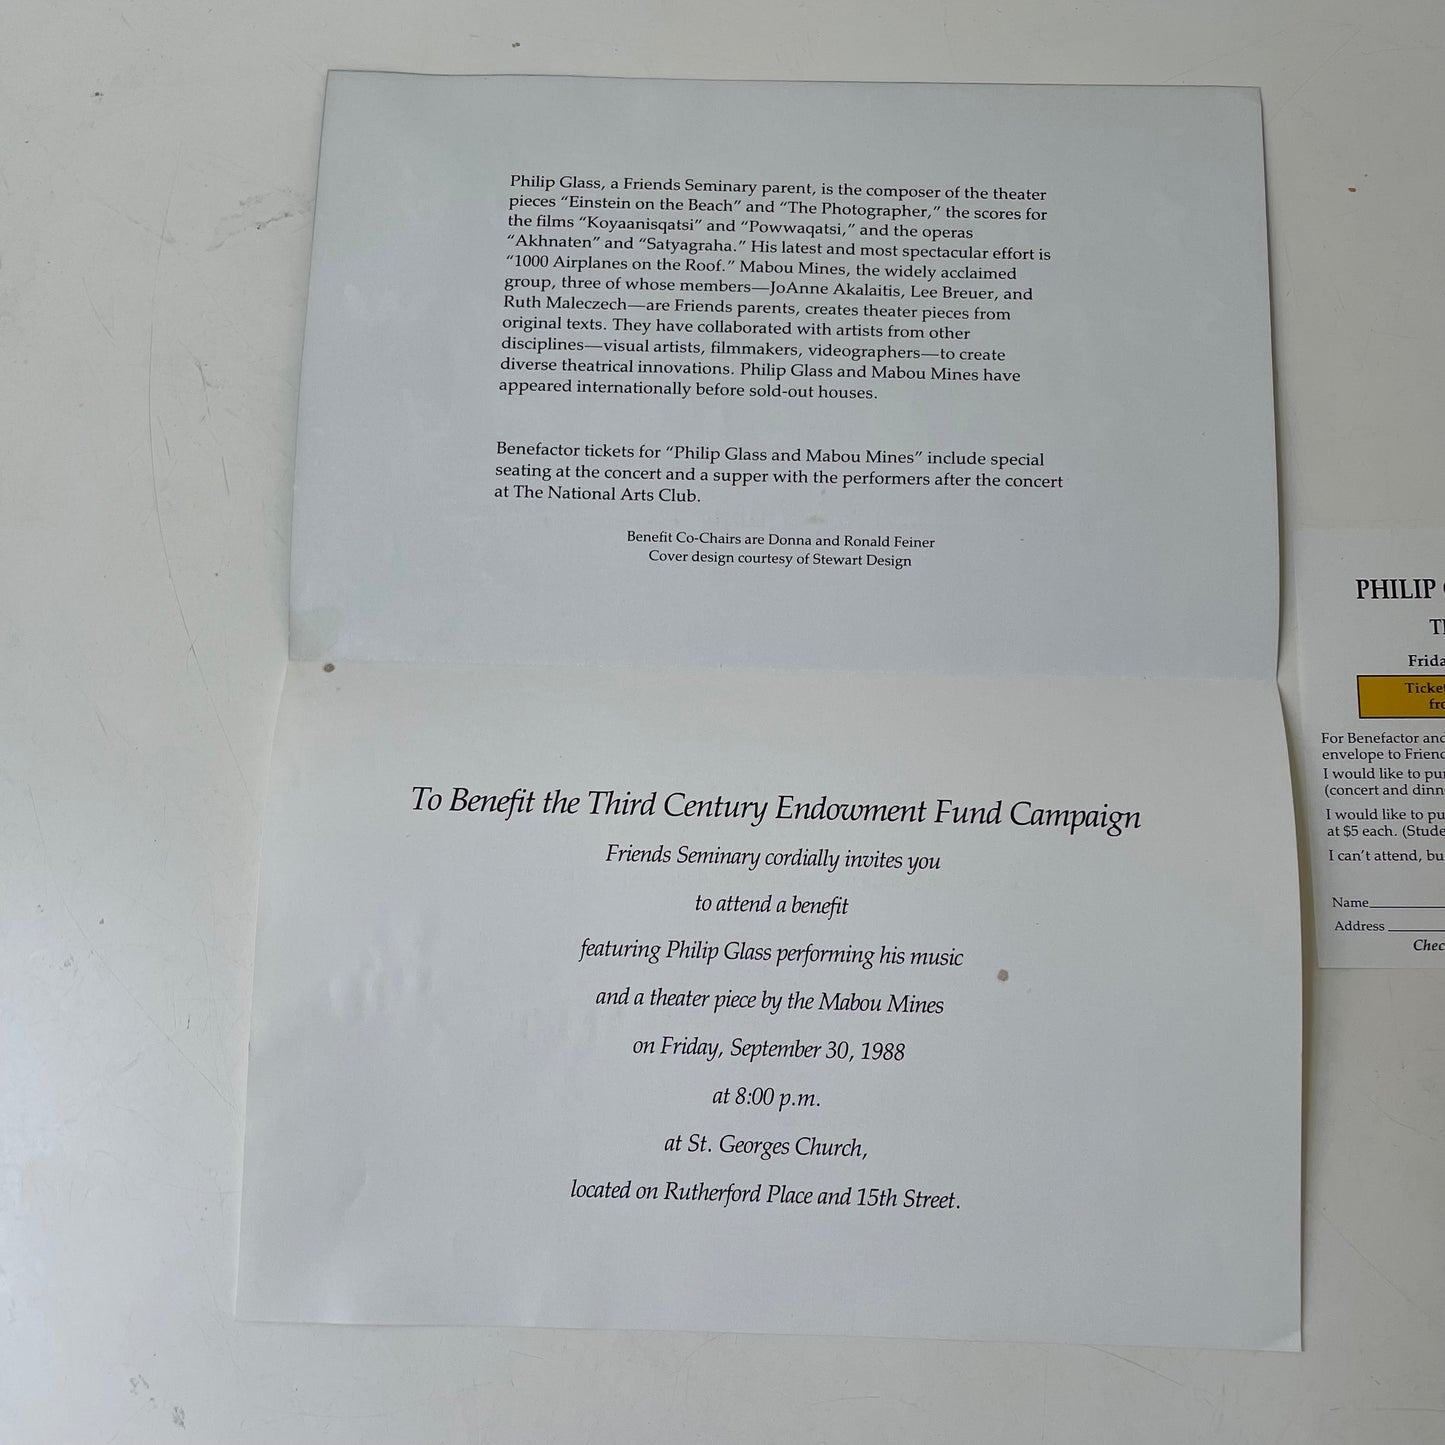 Philip Glass, a Friends Seminary parent, is the composer of the theater
pieces “Einstein on the Beach” and “The Photographer,” the scores for
the films “Koyaanisqatsi” and “Powwaqatsi,” and the operas
“Akhnaten” and “Satyagraha.” His latest and most spectacular effort is
“1000 Airplanes on the Roof.” Mabou Mines, the widely acclaimed
group, three of whose members—JoAnne Akalaitis, Lee Breuer, and
Ruth Maleczech—are Friends parents, creates theater pieces from
original texts. They have collaborated with artists from other
disciplines—visual artists, filmmakers, videographers—to create
diverse theatrical innovations. Philip Glass and Mabou Mines have
appeared internationally before sold-out houses.
Benefactor tickets for “Philip Glass and Mabou Mines” include special
seating at the concert and a supper with the performers after the concert
at The National Arts Club.
Benefit Co-Chairs are Donna and Ronald Feiner
Cover design courtesy of Stewart Design
To Benefit the Third Century Endowment Fund Campaign
Friends Seminary cordially invites you
to attend a benefit
featuring Philip Glass performing his music
and a theater piece by the Mabou Mines
on Friday, September 30, 1988
at 8:00 p.m.
at St. Georges Church,
located on Rutherford Place and 15th Street.
PHILIP
For Benefactor and
envelope to
I would like to
(concert and
I would like to
at $5 each.
I can’t attend,
Name
Address